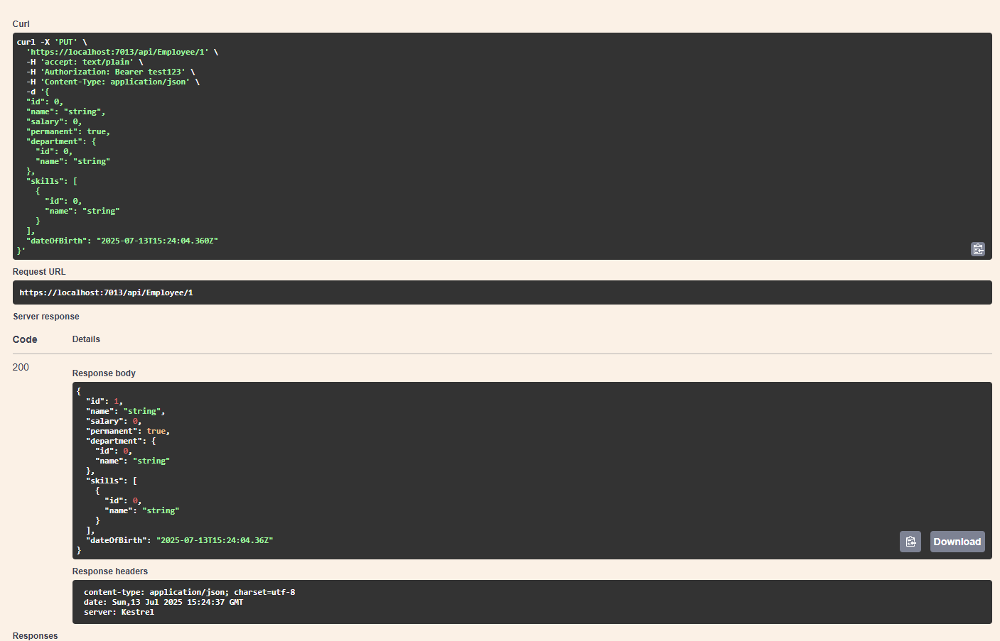 Curl
curl -X 'PUT' \
  'https://localhost:7013/api/Employee/1' \
  -H 'accept: text/plain' \
  -H 'Authorization: Bearer test123' \
  -H 'Content-Type: application/json' \
  -d '{
  "id": 0,
  "name": "string",
  "salary": 0,
  "permanent": true,
  "department": {
    "id": 0,
    "name": "string"
  },
  "skills": [
    {
      "id": 0,
      "name": "string"
    }
  ],
  "dateOfBirth": "2025-07-13T15:24:04.360Z"
}'
Request URL
https://localhost:7013/api/Employee/1
Server response
Code Details
200
Response body
{
  "id": 1,
  "name": "string",
  "salary": 0,
  "permanent": true,
  "department": {
    "id": 0,
    "name": "string"
  },
  "skills": [
    {
      "id": 0,
      "name": "string"
    }
  ],
  "dateOfBirth": "2025-07-13T15:24:04.36Z"
}
Download
Response headers
content-type: application/json; charset=utf-8
date: Sun,13 Jul 2025 15:24:37 GMT
server: Kestrel
Responses